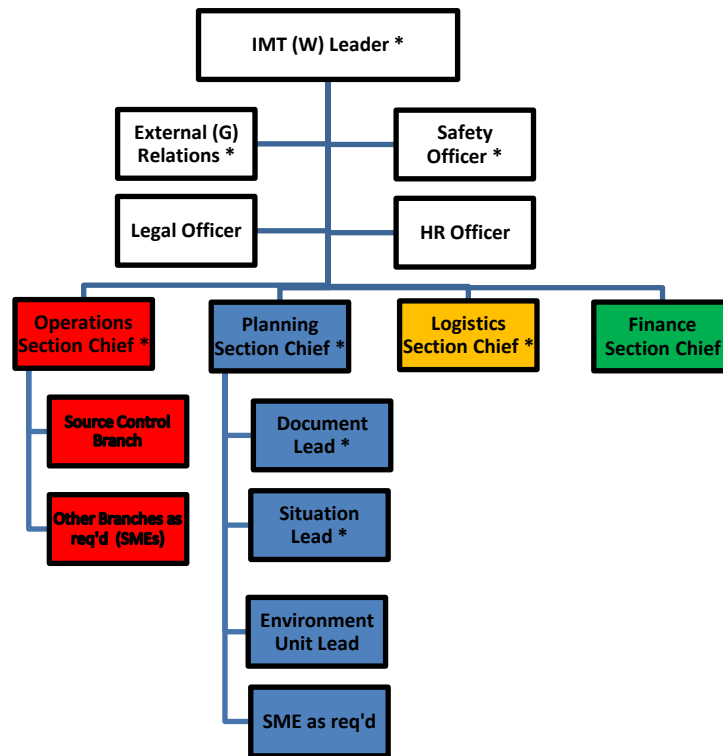 IMT (W) Leader *
External (G)
Relations *
Safety
Officer *
Legal Officer
HR Officer
Operations
Section Chief *
Planning
Section Chief *
Logistics
Section Chief *
Finance
Section Chief
Source Control
Branch
Other Branches as
req'd (SMEs)
Document
Lead *
Situation
Lead *
Environment
Unit Lead
SME as req'd